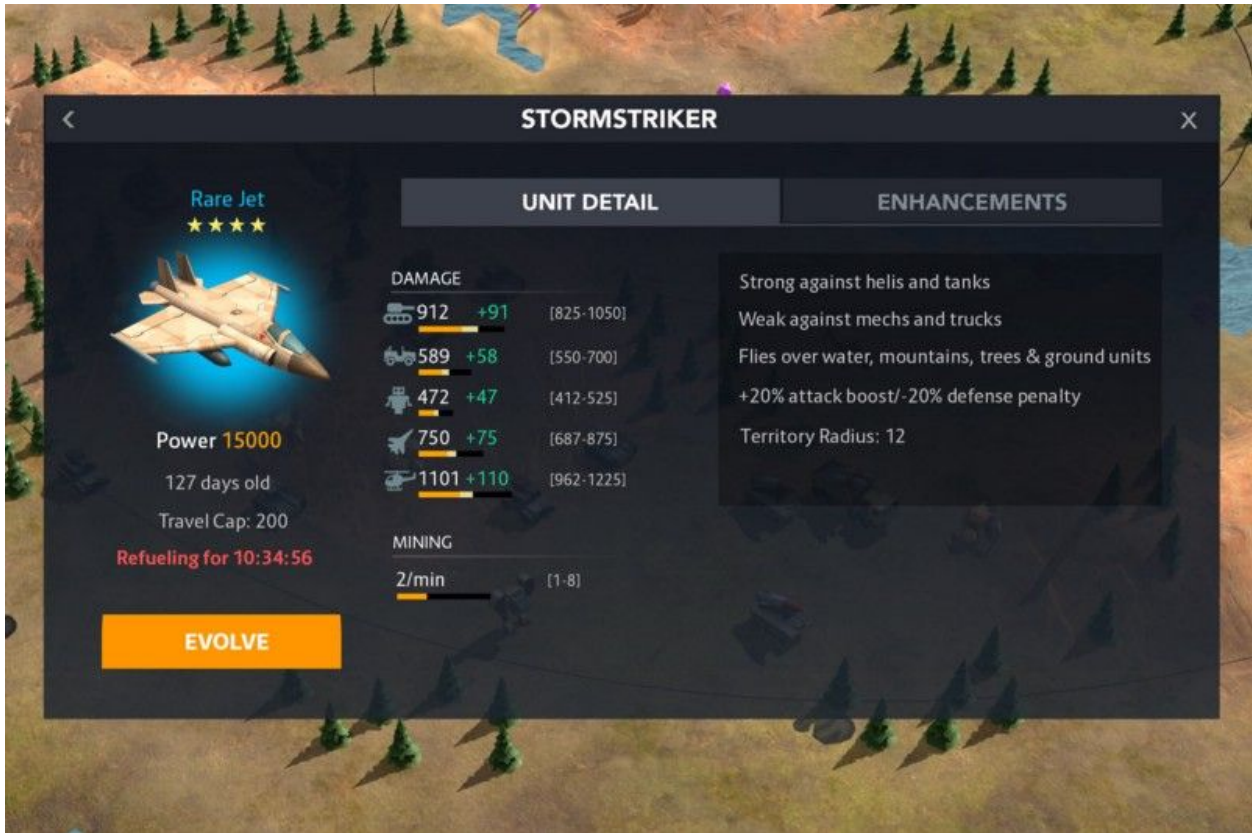 STORMSTRIKER
X
Rare Jet
UNIT DETAIL
ENHANCEMENTS
DAMAGE
912 +91 [825-1050]
589 +58 [550-700]
472 +47 [412-525]
750 +75 [687-875]
1101 +110 [962-1225]
MINING
2/min [1-8]
Strong against helis and tanks
Weak against mechs and trucks
Flies over water, mountains, trees & ground units
+20% attack boost/-20% defense penalty
Territory Radius: 12
Power 15000
127 days old
Travel Cap: 200
Refueling for 10:34:56
EVOLVE